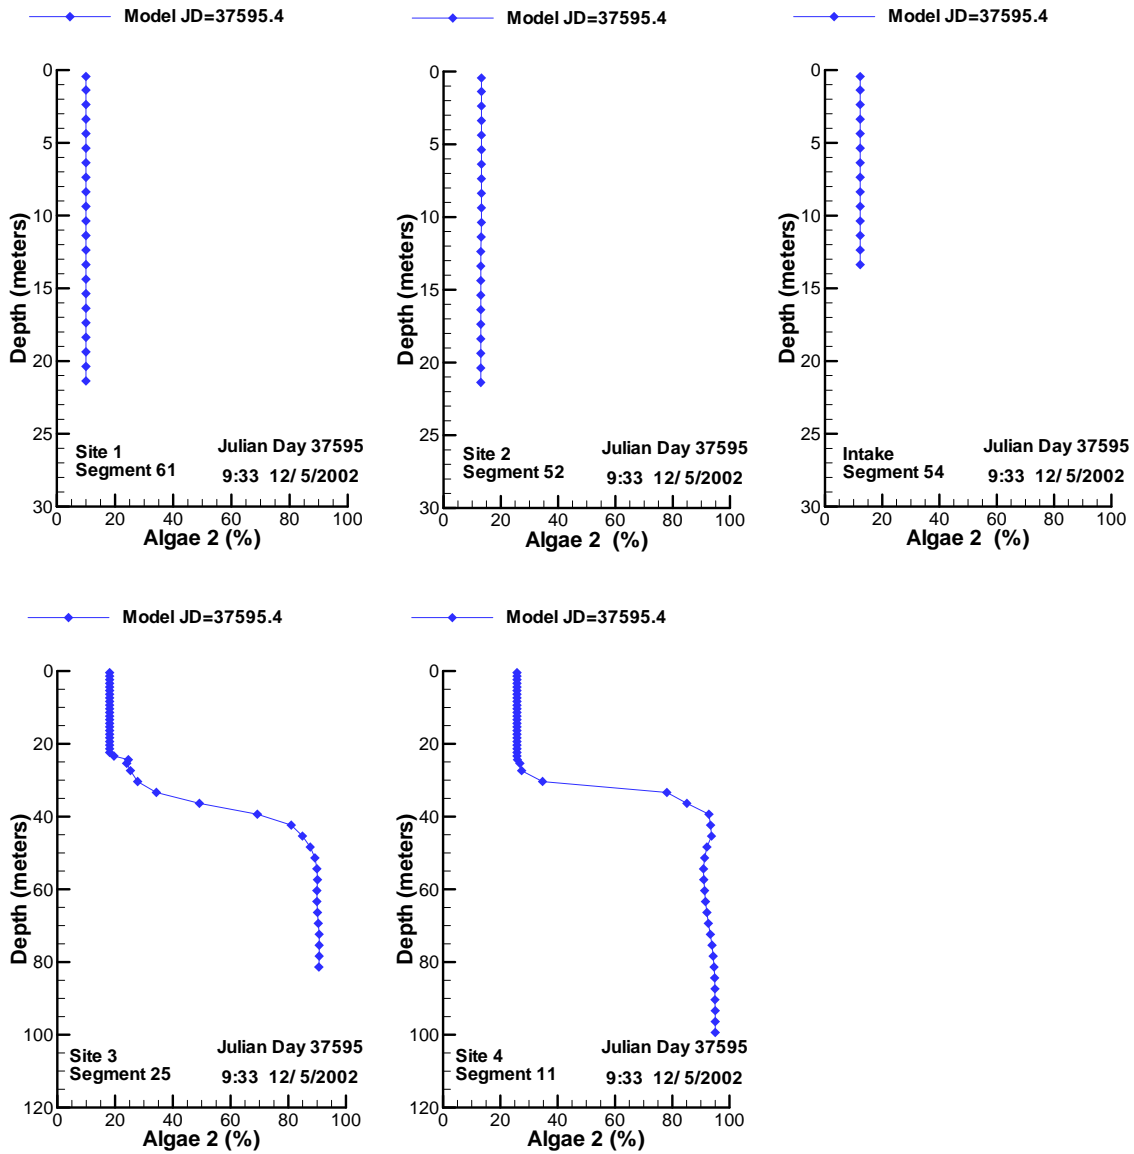 Model JD=37595.4
0
5
10
15
20
25
30
Depth (meters)
Site 1
Segment 61
Julian Day 37595
9:33 12/ 5/2002
0 20 40 60 80 100
Algae 2 (%)
Model JD=37595.4
0
5
10
15
20
25
30
Depth (meters)
Site 2
Segment 52
Julian Day 37595
9:33 12/ 5/2002
0 20 40 60 80 100
Algae 2 (%)
Model JD=37595.4
0
5
10
15
20
25
30
Depth (meters)
Intake
Segment 54
Julian Day 37595
9:33 12/ 5/2002
0 20 40 60 80 100
Algae 2 (%)
Model JD=37595.4
0
20
40
60
80
100
120
Depth (meters)
Site 3
Segment 25
Julian Day 37595
9:33 12/ 5/2002
0 20 40 60 80 100
Algae 2 (%)
Model JD=37595.4
0
20
40
60
80
100
120
Depth (meters)
Site 4
Segment 11
Julian Day 37595
9:33 12/ 5/2002
0 20 40 60 80 100
Algae 2 (%)